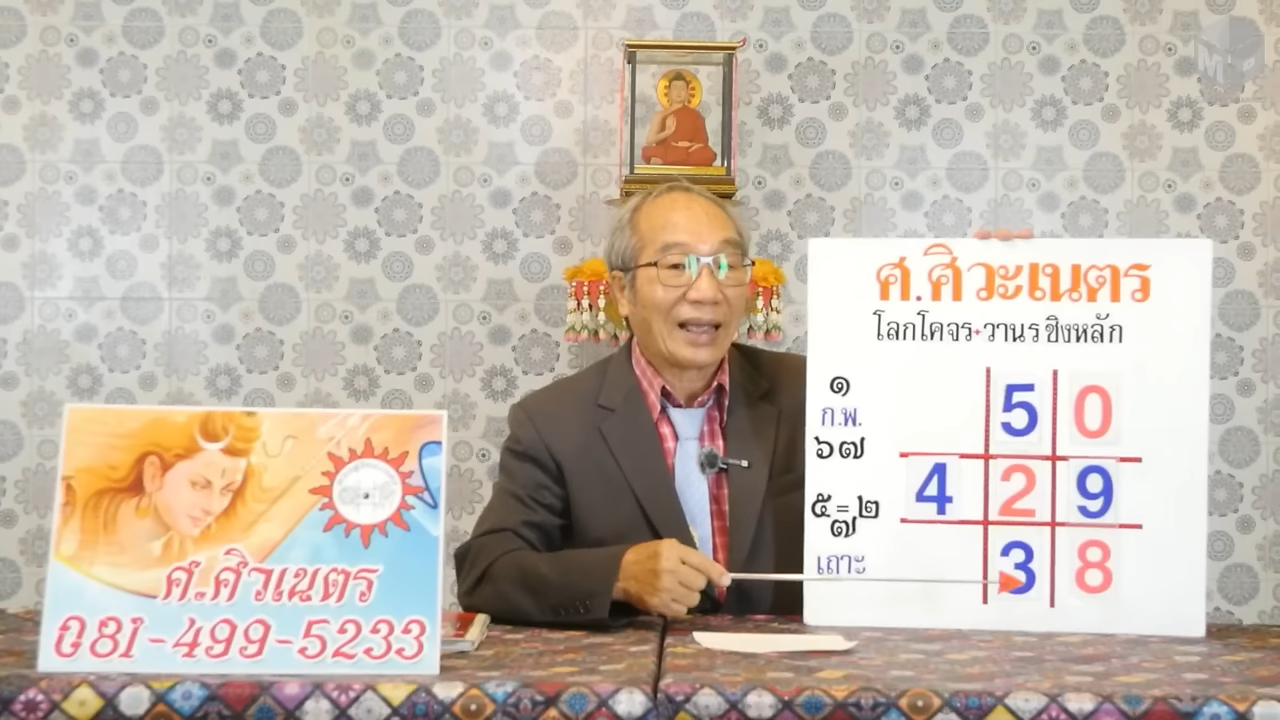 ศ.ศิวะเนตร
โลกโคจร+วานรชิงหลัก
๑
ก.พ.
๖๗
๕=๒
๗
เถาะ
5 0
4 2 9
3 8
ศ.ศิวเนตร
081-499-5233
M